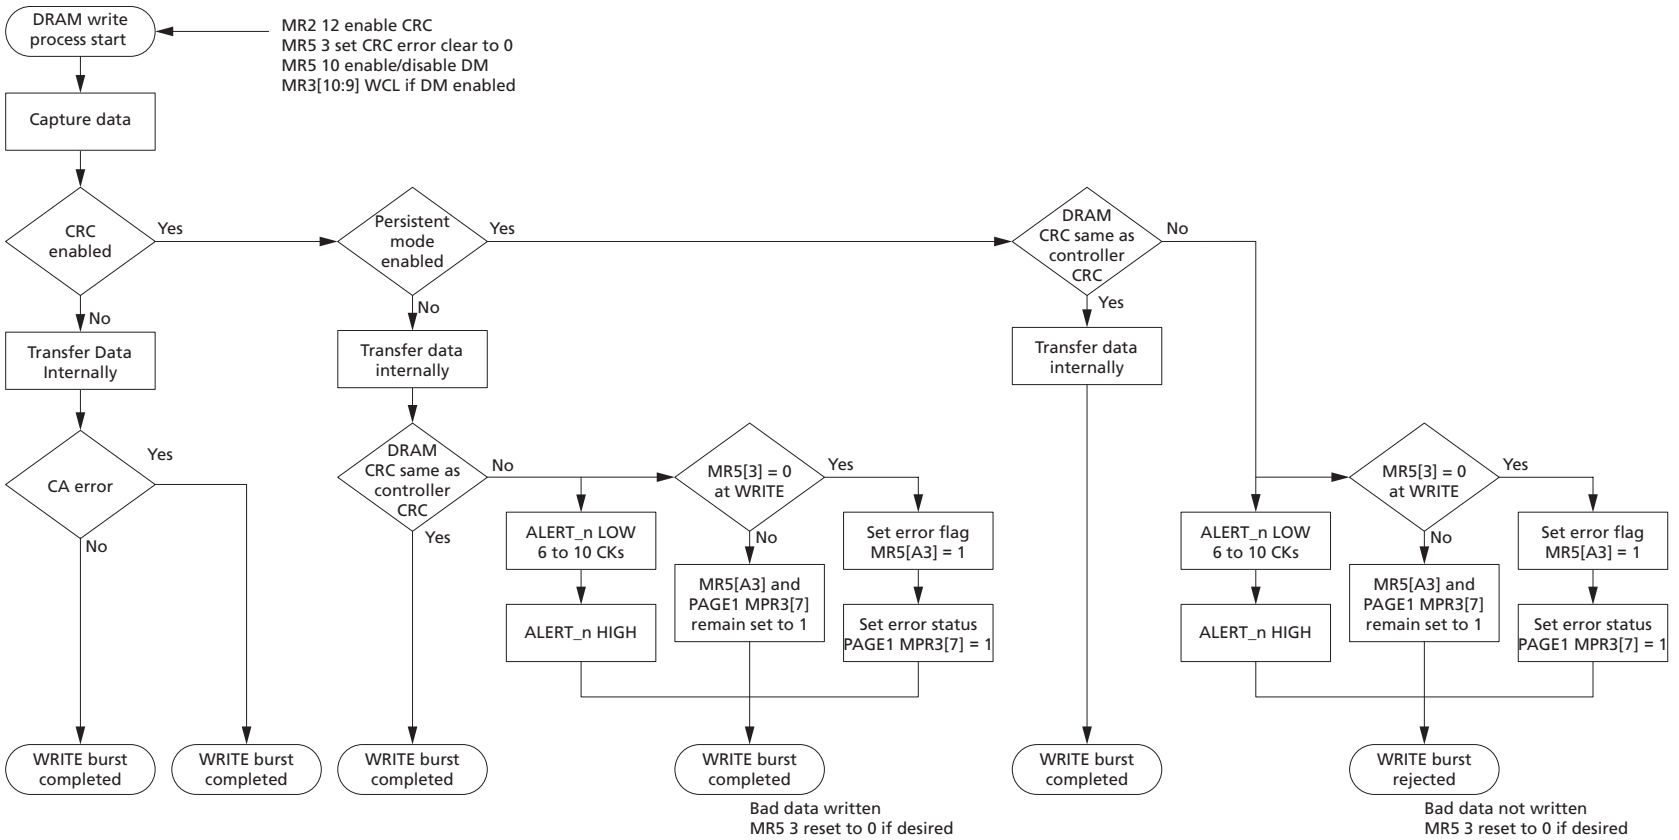 DRAM write
process start
MR2 12 enable CRC
MR5 3 set CRC error clear to 0
MR5 10 enable/disable DM
MR3[10:9] WCL if DM enabled
Capture data
CRC
enabled
Yes
Persistent
mode
enabled
Yes
DRAM
CRC same as
controller
CRC
No
No
No
Yes
Transfer Data
Internally
Transfer data
internally
Transfer data
internally
CA error
Yes
No
DRAM
CRC same as
controller
CRC
No
Yes
MR5[3] = 0
at WRITE
Yes
No
ALERT_n LOW
6 to 10 CKs
ALERT_n HIGH
MR5[A3] and
PAGE1 MPR3[7]
remain set to 1
Set error flag
MR5[A3] = 1
Set error status
PAGE1 MPR3[7] = 1
MR5[3] = 0
at WRITE
Yes
No
ALERT_n LOW
6 to 10 CKs
ALERT_n HIGH
MR5[A3] and
PAGE1 MPR3[7]
remain set to 1
Set error flag
MR5[A3] = 1
Set error status
PAGE1 MPR3[7] = 1
WRITE burst
completed
WRITE burst
completed
WRITE burst
completed
WRITE burst
completed
Bad data written
MR5 3 reset to 0 if desired
WRITE burst
completed
WRITE burst
rejected
Bad data not written
MR5 3 reset to 0 if desired